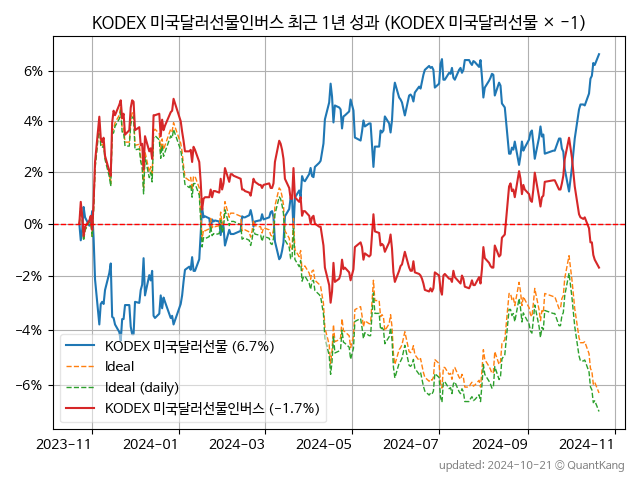 KODEX 미국달러선물인버스 최근 1년 성과 (KODEX 미국달러선물 × −1)
6%
4%
2%
0%
−2%
−4%
−6%
KODEX 미국달러선물 (6.7%)
Ideal
Ideal (daily)
KODEX 미국달러선물인버스 (−1.7%)
2023-11 2024-01 2024-03 2024-05 2024-07 2024-09 2024-11
updated: 2024-10-21 © QuantKang